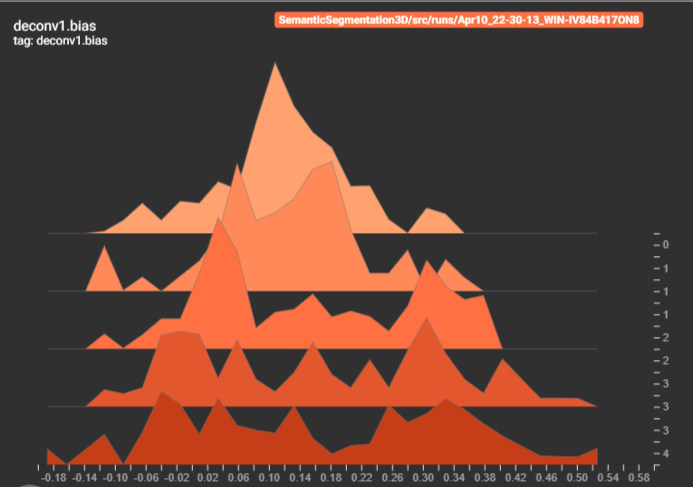 SemanticSegmentation3D/src/runs/Apr10_22-30-13_WIN-IV84B417ON8
deconv1.bias
tag: deconv1.bias
0
1
1
1
2
2
3
3
3
4
-0.18 -0.14 -0.10 -0.06 -0.02 0.02 0.06 0.10 0.14 0.18 0.22 0.26 0.30 0.34 0.38 0.42 0.46 0.50 0.54 0.58